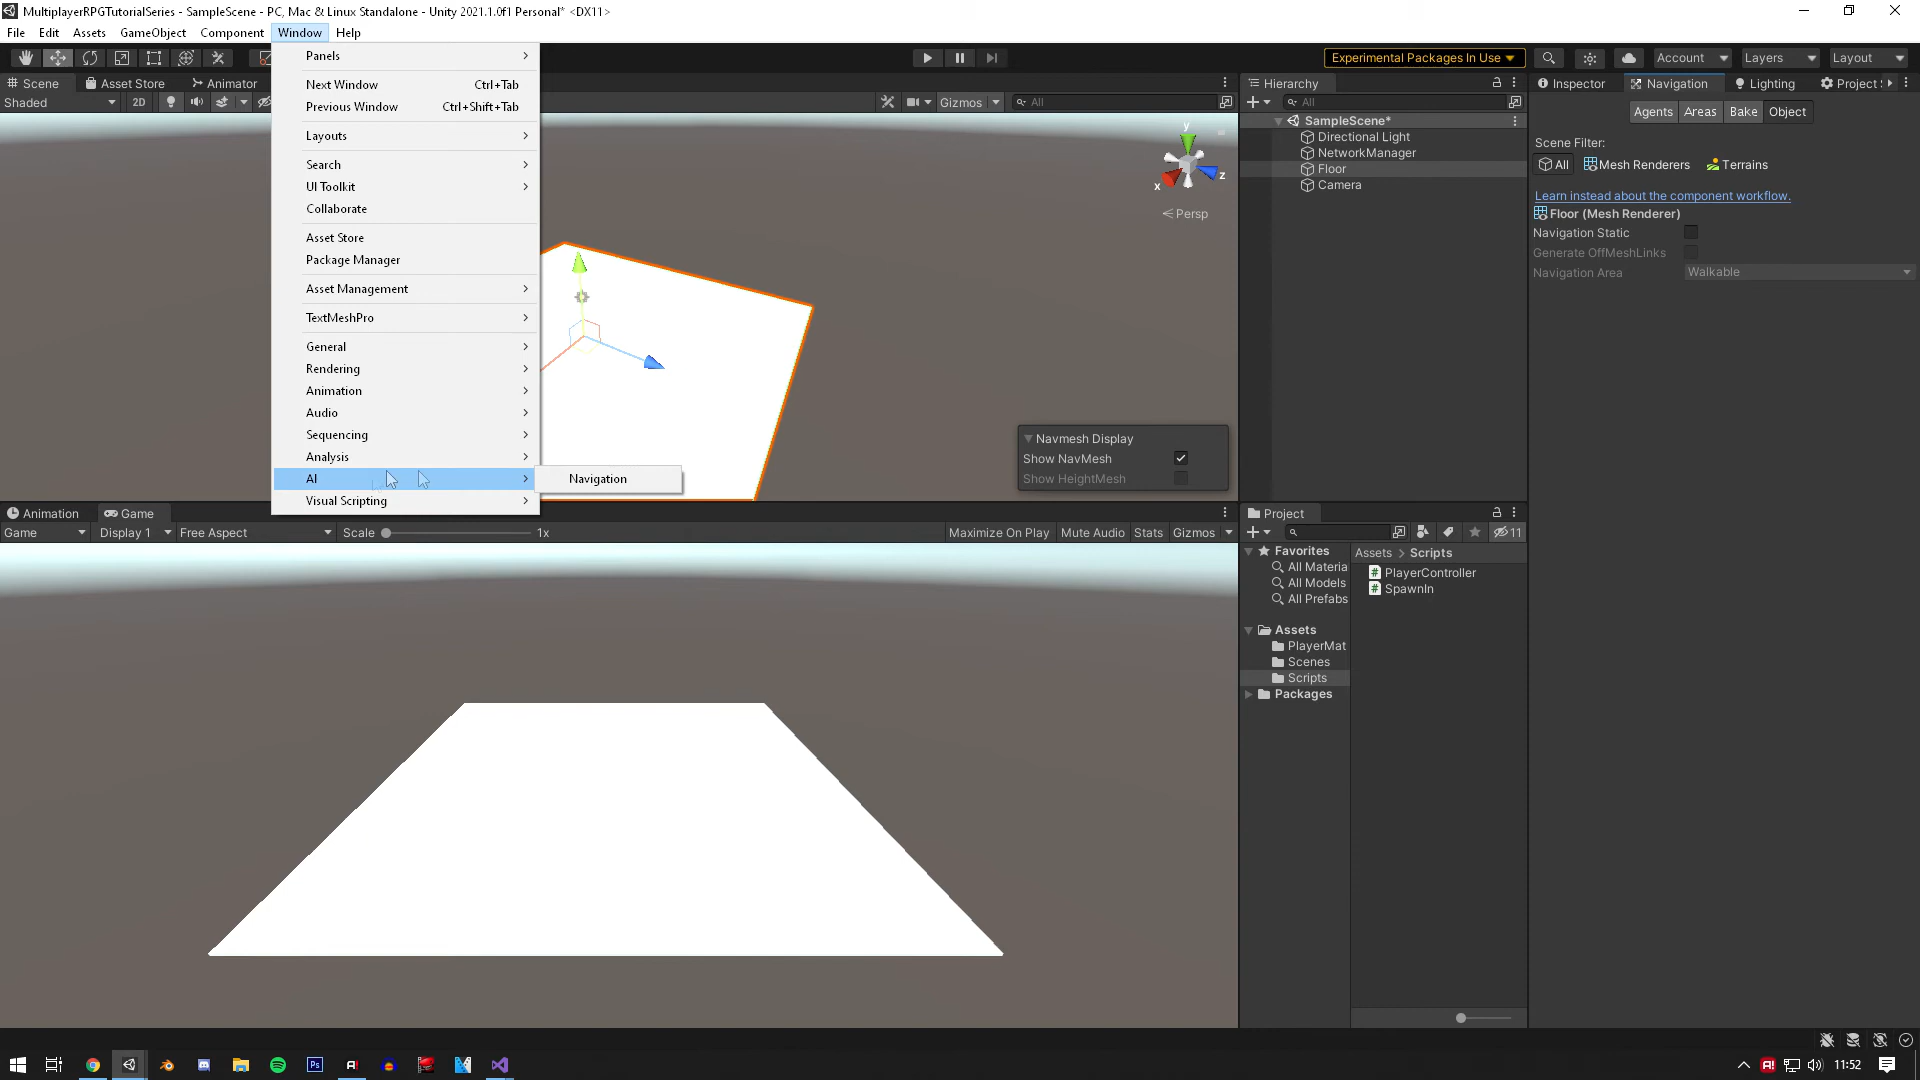 MultiplayerRPGTutorialSeries - SampleScene - PC, Mac & Linux Standalone - Unity 2021.1.0f1 Personal* <DX11>
File Edit Assets GameObject Component Window Help
Experimental Packages In Use Account Layers Layout
Scene Asset Store Animator
Shaded 2D Gizmos All
Panels
Next Window Ctrl+Tab
Previous Window Ctrl+Shift+Tab
Layouts
Search
UI Toolkit
Collaborate
Asset Store
Package Manager
Asset Management
TextMeshPro
General
Rendering
Animation
Audio
Sequencing
Analysis
AI
Navigation
Visual Scripting
y
x
z
Persp
Navmesh Display
Show NavMesh
Show HeightMesh
Hierarchy
All
SampleScene*
Directional Light
NetworkManager
Floor
Camera
Inspector Navigation Lighting Project
Agents Areas Bake Object
Scene Filter:
All Mesh Renderers Terrains
Learn instead about the component workflow.
Floor (Mesh Renderer)
Navigation Static
Generate OffMeshLinks
Navigation Area Walkable
Animation Game
Game Display 1 Free Aspect Scale 1x Maximize On Play Mute Audio Stats Gizmos
Project
11
Favorites
All Materia
All Models
All Prefabs
Assets
PlayerMat
Scenes
Scripts
Packages
Assets > Scripts
PlayerController
SpawnIn
Ps
A!
A!
11:52